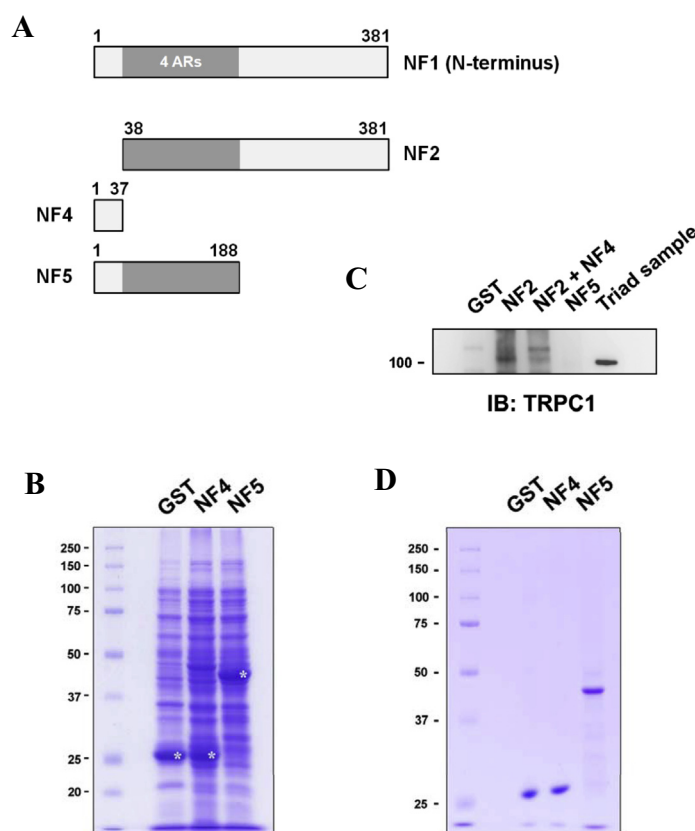 A
1 381
4 ARs
NF1 (N-terminus)
38 381
NF2
1 37
NF4
1 188
NF5
C
GST NF2 NF2 + NF4 NF5 Triad sample
100 -
IB: TRPC1
B
GST NF4 NF5
250 -
150 -
100 -
75 -
50 -
37 -
25 -
20 -
* * *
D
GST NF4 NF5
250 -
150 -
100 -
75 -
50 -
37 -
25 -